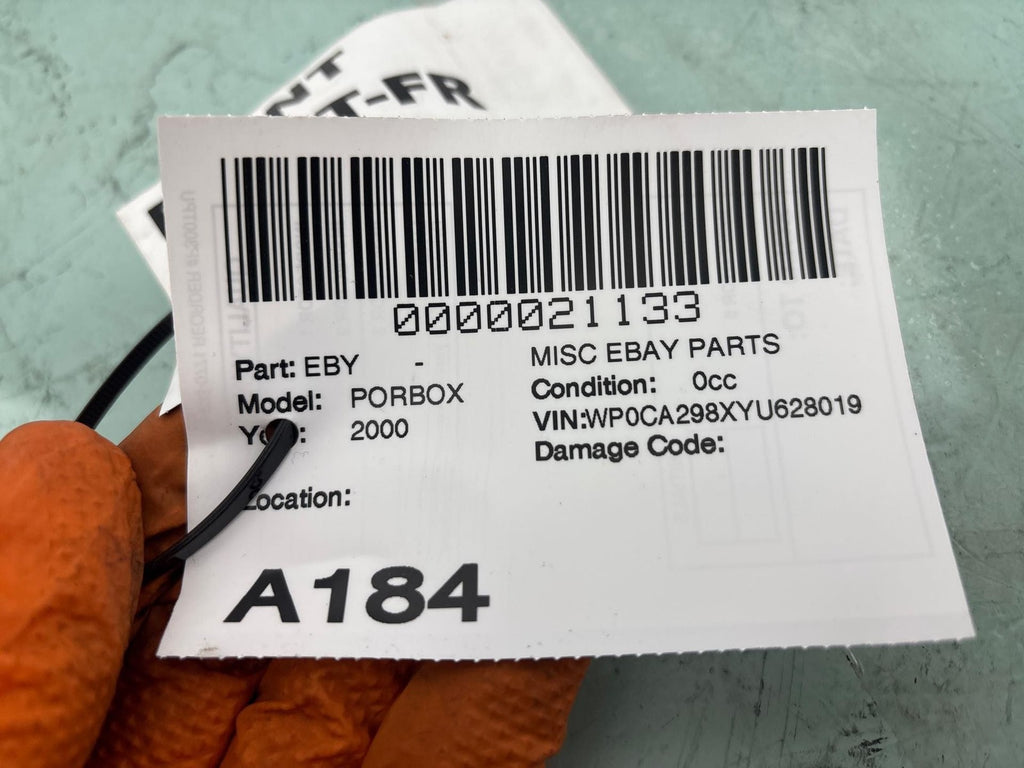 NT
T-FR
0000021133
Part: EBY - MISC EBAY PARTS
Model: PORBOX Condition: 0cc
Ye r: 2000 VIN:WP0CA298XYU628019
Damage Code:
Location:
A184